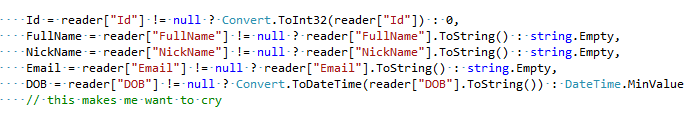 Id = reader["Id"] != null ? Convert.ToInt32(reader["Id"]) : 0,
FullName = reader["FullName"] != null ? reader["FullName"].ToString() : string.Empty,
NickName = reader["NickName"] != null ? reader["NickName"].ToString() : string.Empty,
Email = reader["Email"] != null ? reader["Email"].ToString() : string.Empty,
DOB = reader["DOB"] != null ? Convert.ToDateTime(reader["DOB"].ToString()) : DateTime.MinValue
// this makes me want to cry